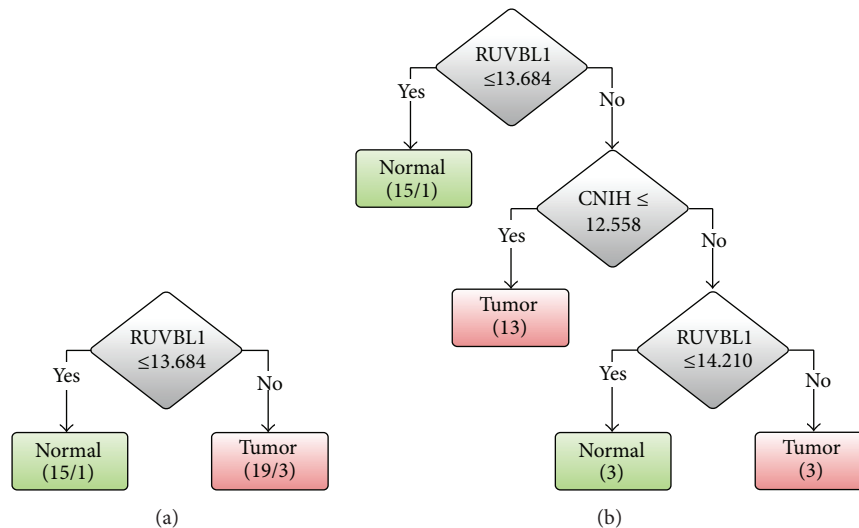 RUVBL1
≤13.684
Yes
No
Normal
(15/1)
Tumor
(19/3)
(a)
RUVBL1
≤13.684
Yes
No
Normal
(15/1)
CNIH ≤
12.558
Yes
No
Tumor
(13)
RUVBL1
≤14.210
Yes
No
Normal
(3)
Tumor
(3)
(b)